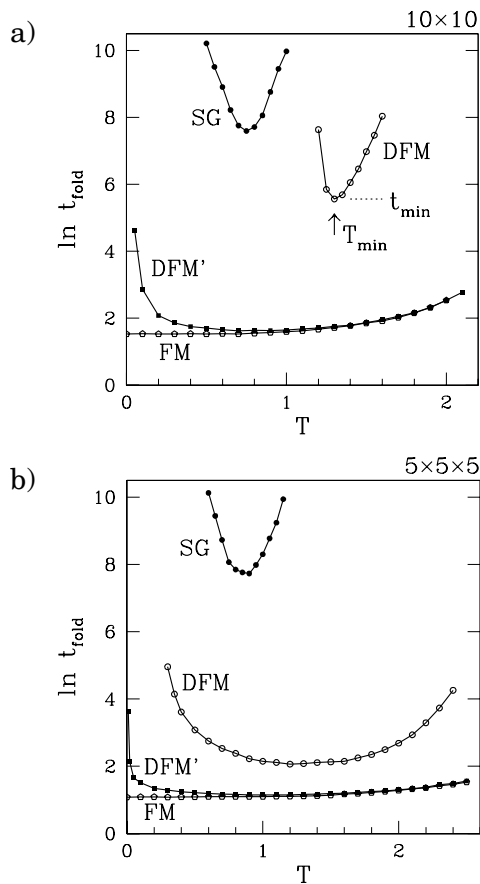 a)
10×10
10
8
6
4
2
0
ln t_fold
SG
DFM
t_min
↑ T_min
DFM'
FM
0 1 2
T
b)
5×5×5
10
8
6
4
2
0
ln t_fold
SG
DFM
DFM'
FM
0 1 2
T